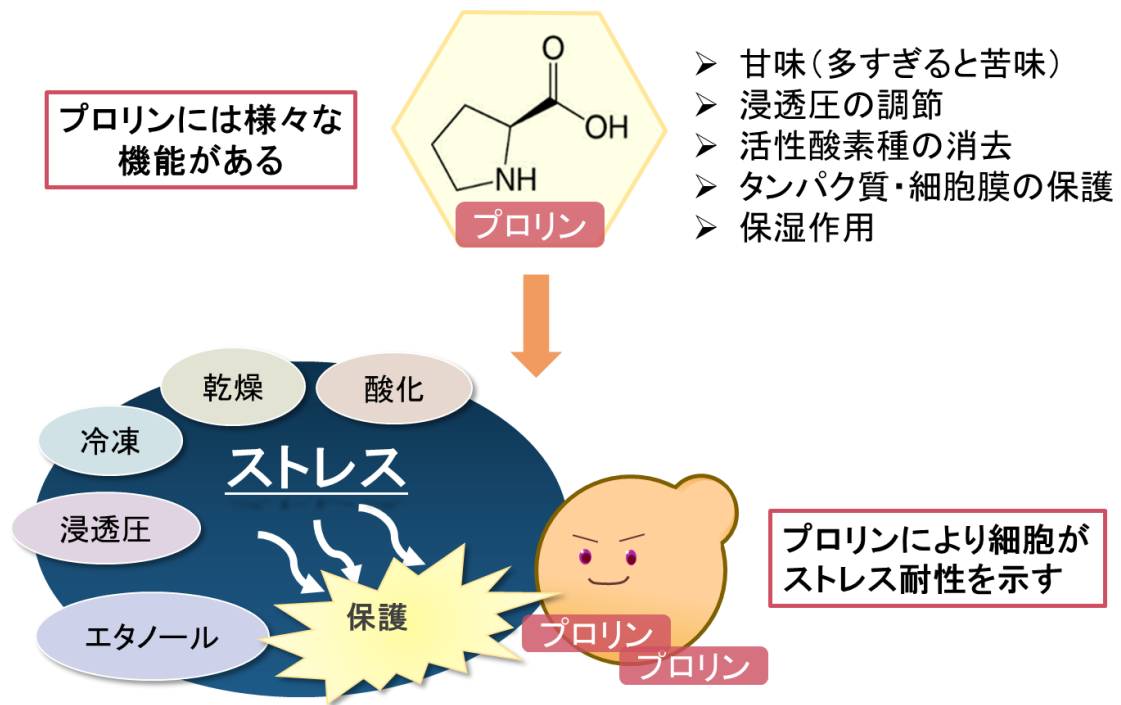 プロリンには様々な
機能がある
O
OH
NH
プロリン
➢ 甘味（多すぎると苦味）
➢ 浸透圧の調節
➢ 活性酸素種の消去
➢ タンパク質・細胞膜の保護
➢ 保湿作用
乾燥
酸化
冷凍
ストレス
浸透圧
エタノール
保護
プロリン
プロリン
プロリンにより細胞が
ストレス耐性を示す